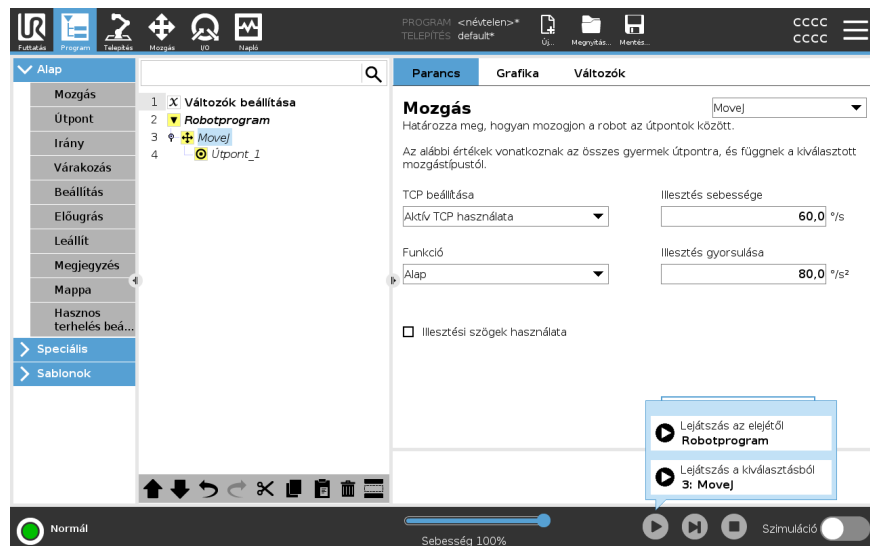 PROGRAM <névtelen>*
TELEPÍTÉS default*
Új...
Megnyitás...
Mentés...
CCCC
CCCC
Futtatás
Program
Telepítés
Mozgás
I/O
Napló
Alap
Mozgás
Útpont
Irány
Várakozás
Beállítás
Előugrás
Leállít
Megjegyzés
Mappa
Hasznos
terhelés beá...
Speciális
Sablonok
1 X Változók beállítása
2 Robotprogram
3 MoveJ
4 Útpont_1
Parancs Grafika Változók
Mozgás
MoveJ
Határozza meg, hogyan mozogjon a robot az útpontok között.
Az alábbi értékek vonatkoznak az összes gyermek útpontra, és függnek a kiválasztott
mozgástípustól.
TCP beállítása
Illesztés sebessége
Aktív TCP használata
60,0 °/s
Funkció
Illesztés gyorsulása
Alap
80,0 °/s²
Illesztési szögek használata
Lejátszás az elejétől
Robotprogram
Lejátszás a kiválasztásból
3: MoveJ
Normál
Sebesség 100%
Szimuláció